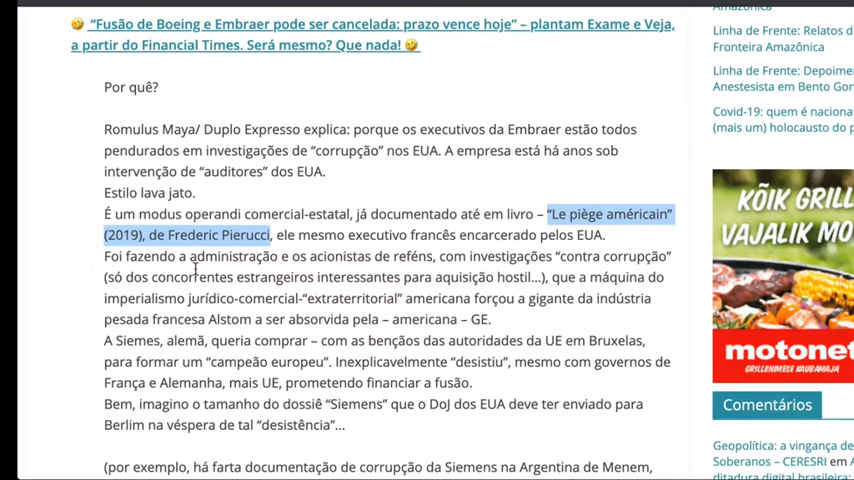 🤣 “Fusão de Boeing e Embraer pode ser cancelada: prazo vence hoje” – plantam Exame e Veja,
a partir do Financial Times. Será mesmo? Que nada! 🤣
Por quê?
Romulus Maya/ Duplo Expresso explica: porque os executivos da Embraer estão todos
pendurados em investigações de “corrupção” nos EUA. A empresa está há anos sob
intervenção de “auditores” dos EUA.
Estilo lava jato.
É um modus operandi comercial-estatal, já documentado até em livro – “Le piège américain”
(2019), de Frederic Pierucci, ele mesmo executivo francês encarcerado pelos EUA.
Foi fazendo a administração e os acionistas de reféns, com investigações “contra corrupção”
(só dos concorrentes estrangeiros interessantes para aquisição hostil...), que a máquina do
imperialismo jurídico-comercial-“extraterritorial” americana forçou a gigante da indústria
pesada francesa Alstom a ser absorvida pela – americana – GE.
A Siemes, alemã, queria comprar – com as bençãos das autoridades da UE em Bruxelas,
para formar um “campeão europeu”. Inexplicavelmente “desistiu”, mesmo com governos de
França e Alemanha, mais UE, prometendo financiar a fusão.
Bem, imagino o tamanho do dossiê “Siemens” que o DoJ dos EUA deve ter enviado para
Berlim na véspera de tal “desistência”...
(por exemplo, há farta documentação de corrupção da Siemens na Argentina de Menem,
Amazônica
Linha de Frente: Relatos d
Fronteira Amazônica
Linha de Frente: Depoimen
Anestesista em Bento Gon
Covid-19: quem é naciona
(mais um) holocausto do p
KÕIK GRILL
VAJALIK MO
motonet
GRILLENIMESE KAUBAMAJA
Comentários
Geopolítica: a vingança de
Soberanos – CERESRI em A
ditadura digital brasileira: